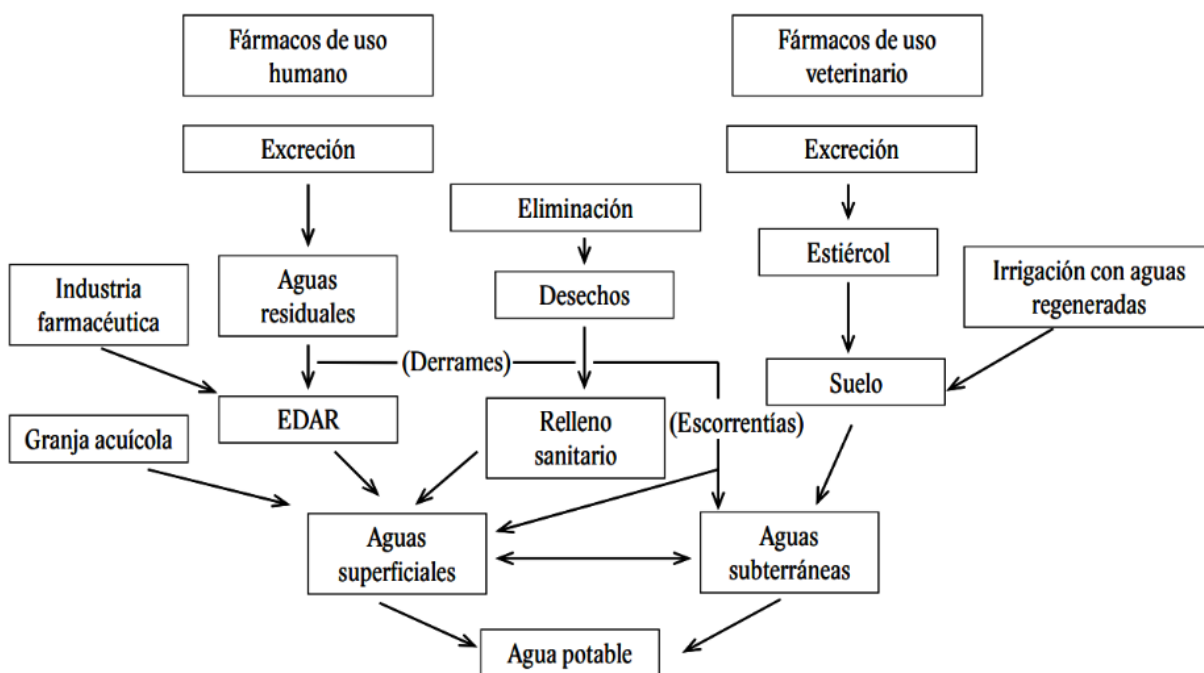 Fármacos de uso
humano
Fármacos de uso
veterinario
Excreción
Excreción
Eliminación
Estiércol
Irrigación con aguas
regeneradas
Industria
farmacéutica
Aguas
residuales
Desechos
(Derrames)
Suelo
Granja acuícola
EDAR
Relleno
sanitario
(Escorrentías)
Aguas
superficiales
Aguas
subterráneas
Agua potable